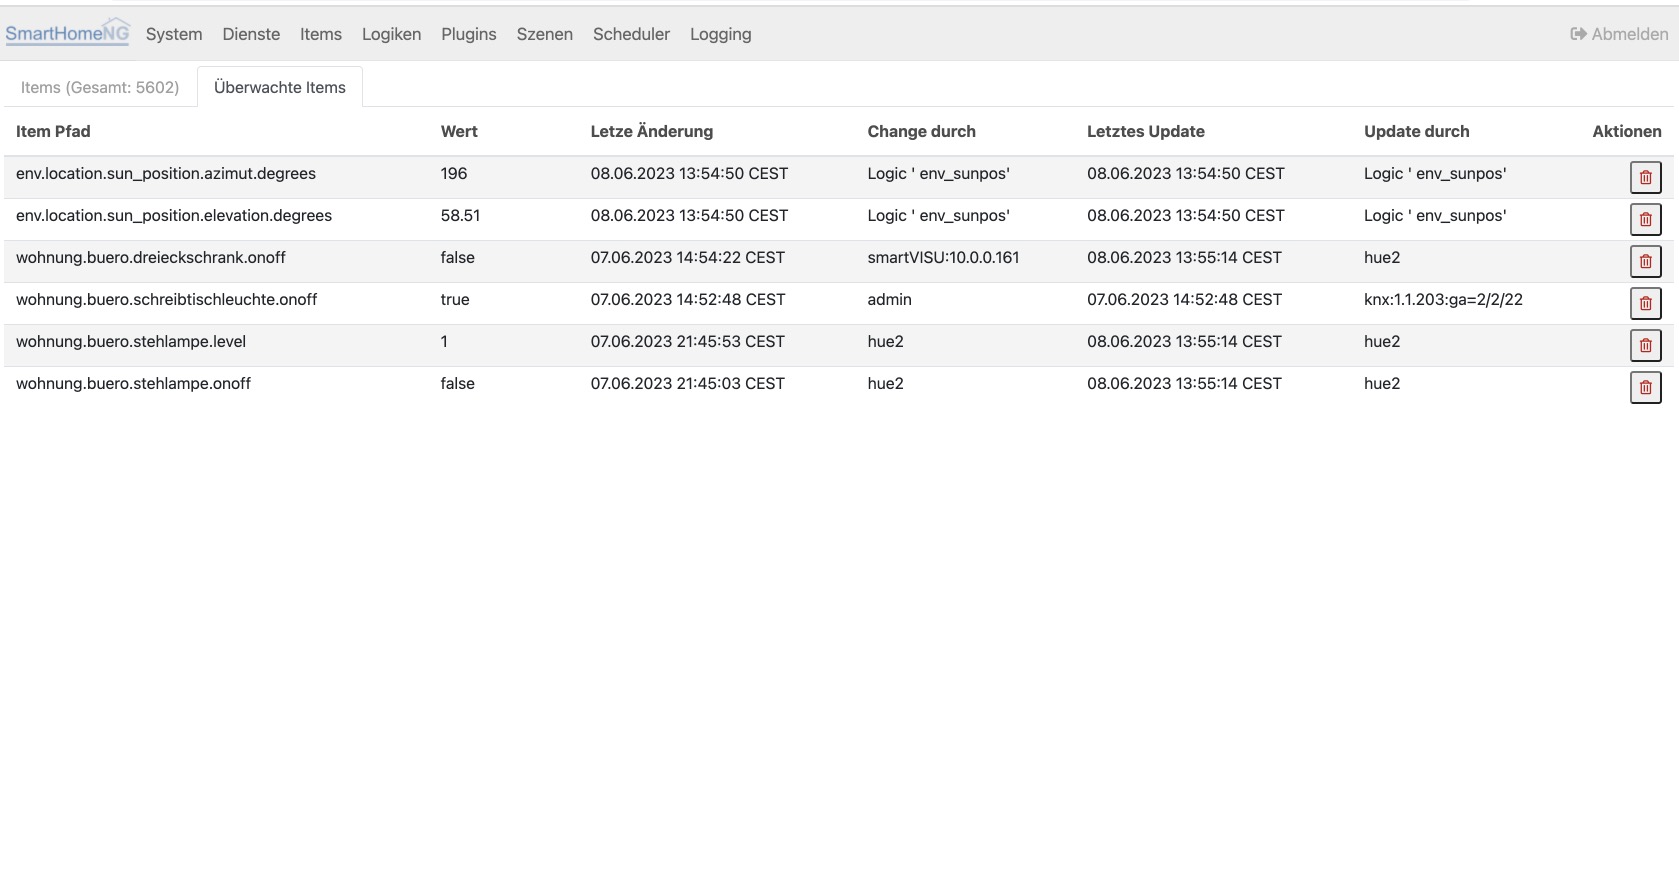 SmartHomeNG System Dienste Items Logiken Plugins Szenen Scheduler Logging Abmelden
Items (Gesamt: 5602) Überwachte Items
Item Pfad Wert Letze Änderung Change durch Letztes Update Update durch Aktionen
env.location.sun_position.azimut.degrees 196 08.06.2023 13:54:50 CEST Logic ' env_sunpos' 08.06.2023 13:54:50 CEST Logic ' env_sunpos'
env.location.sun_position.elevation.degrees 58.51 08.06.2023 13:54:50 CEST Logic ' env_sunpos' 08.06.2023 13:54:50 CEST Logic ' env_sunpos'
wohnung.buero.dreieckschrank.onoff false 07.06.2023 14:54:22 CEST smartVISU:10.0.0.161 08.06.2023 13:55:14 CEST hue2
wohnung.buero.schreibtischleuchte.onoff true 07.06.2023 14:52:48 CEST admin 07.06.2023 14:52:48 CEST knx:1.1.203:ga=2/2/22
wohnung.buero.stehlampe.level 1 07.06.2023 21:45:53 CEST hue2 08.06.2023 13:55:14 CEST hue2
wohnung.buero.stehlampe.onoff false 07.06.2023 21:45:03 CEST hue2 08.06.2023 13:55:14 CEST hue2